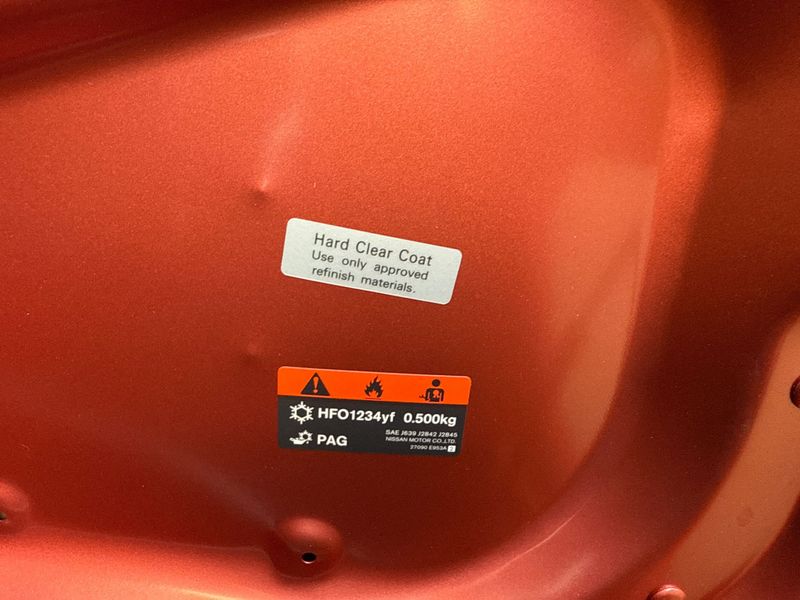 Hard Clear Coat
Use only approved
refinish materials.
HFO1234yf 0.500kg
PAG
SAE J639 J2842 J2845
NISSAN MOTOR CO.,LTD.
27090 E953A 3